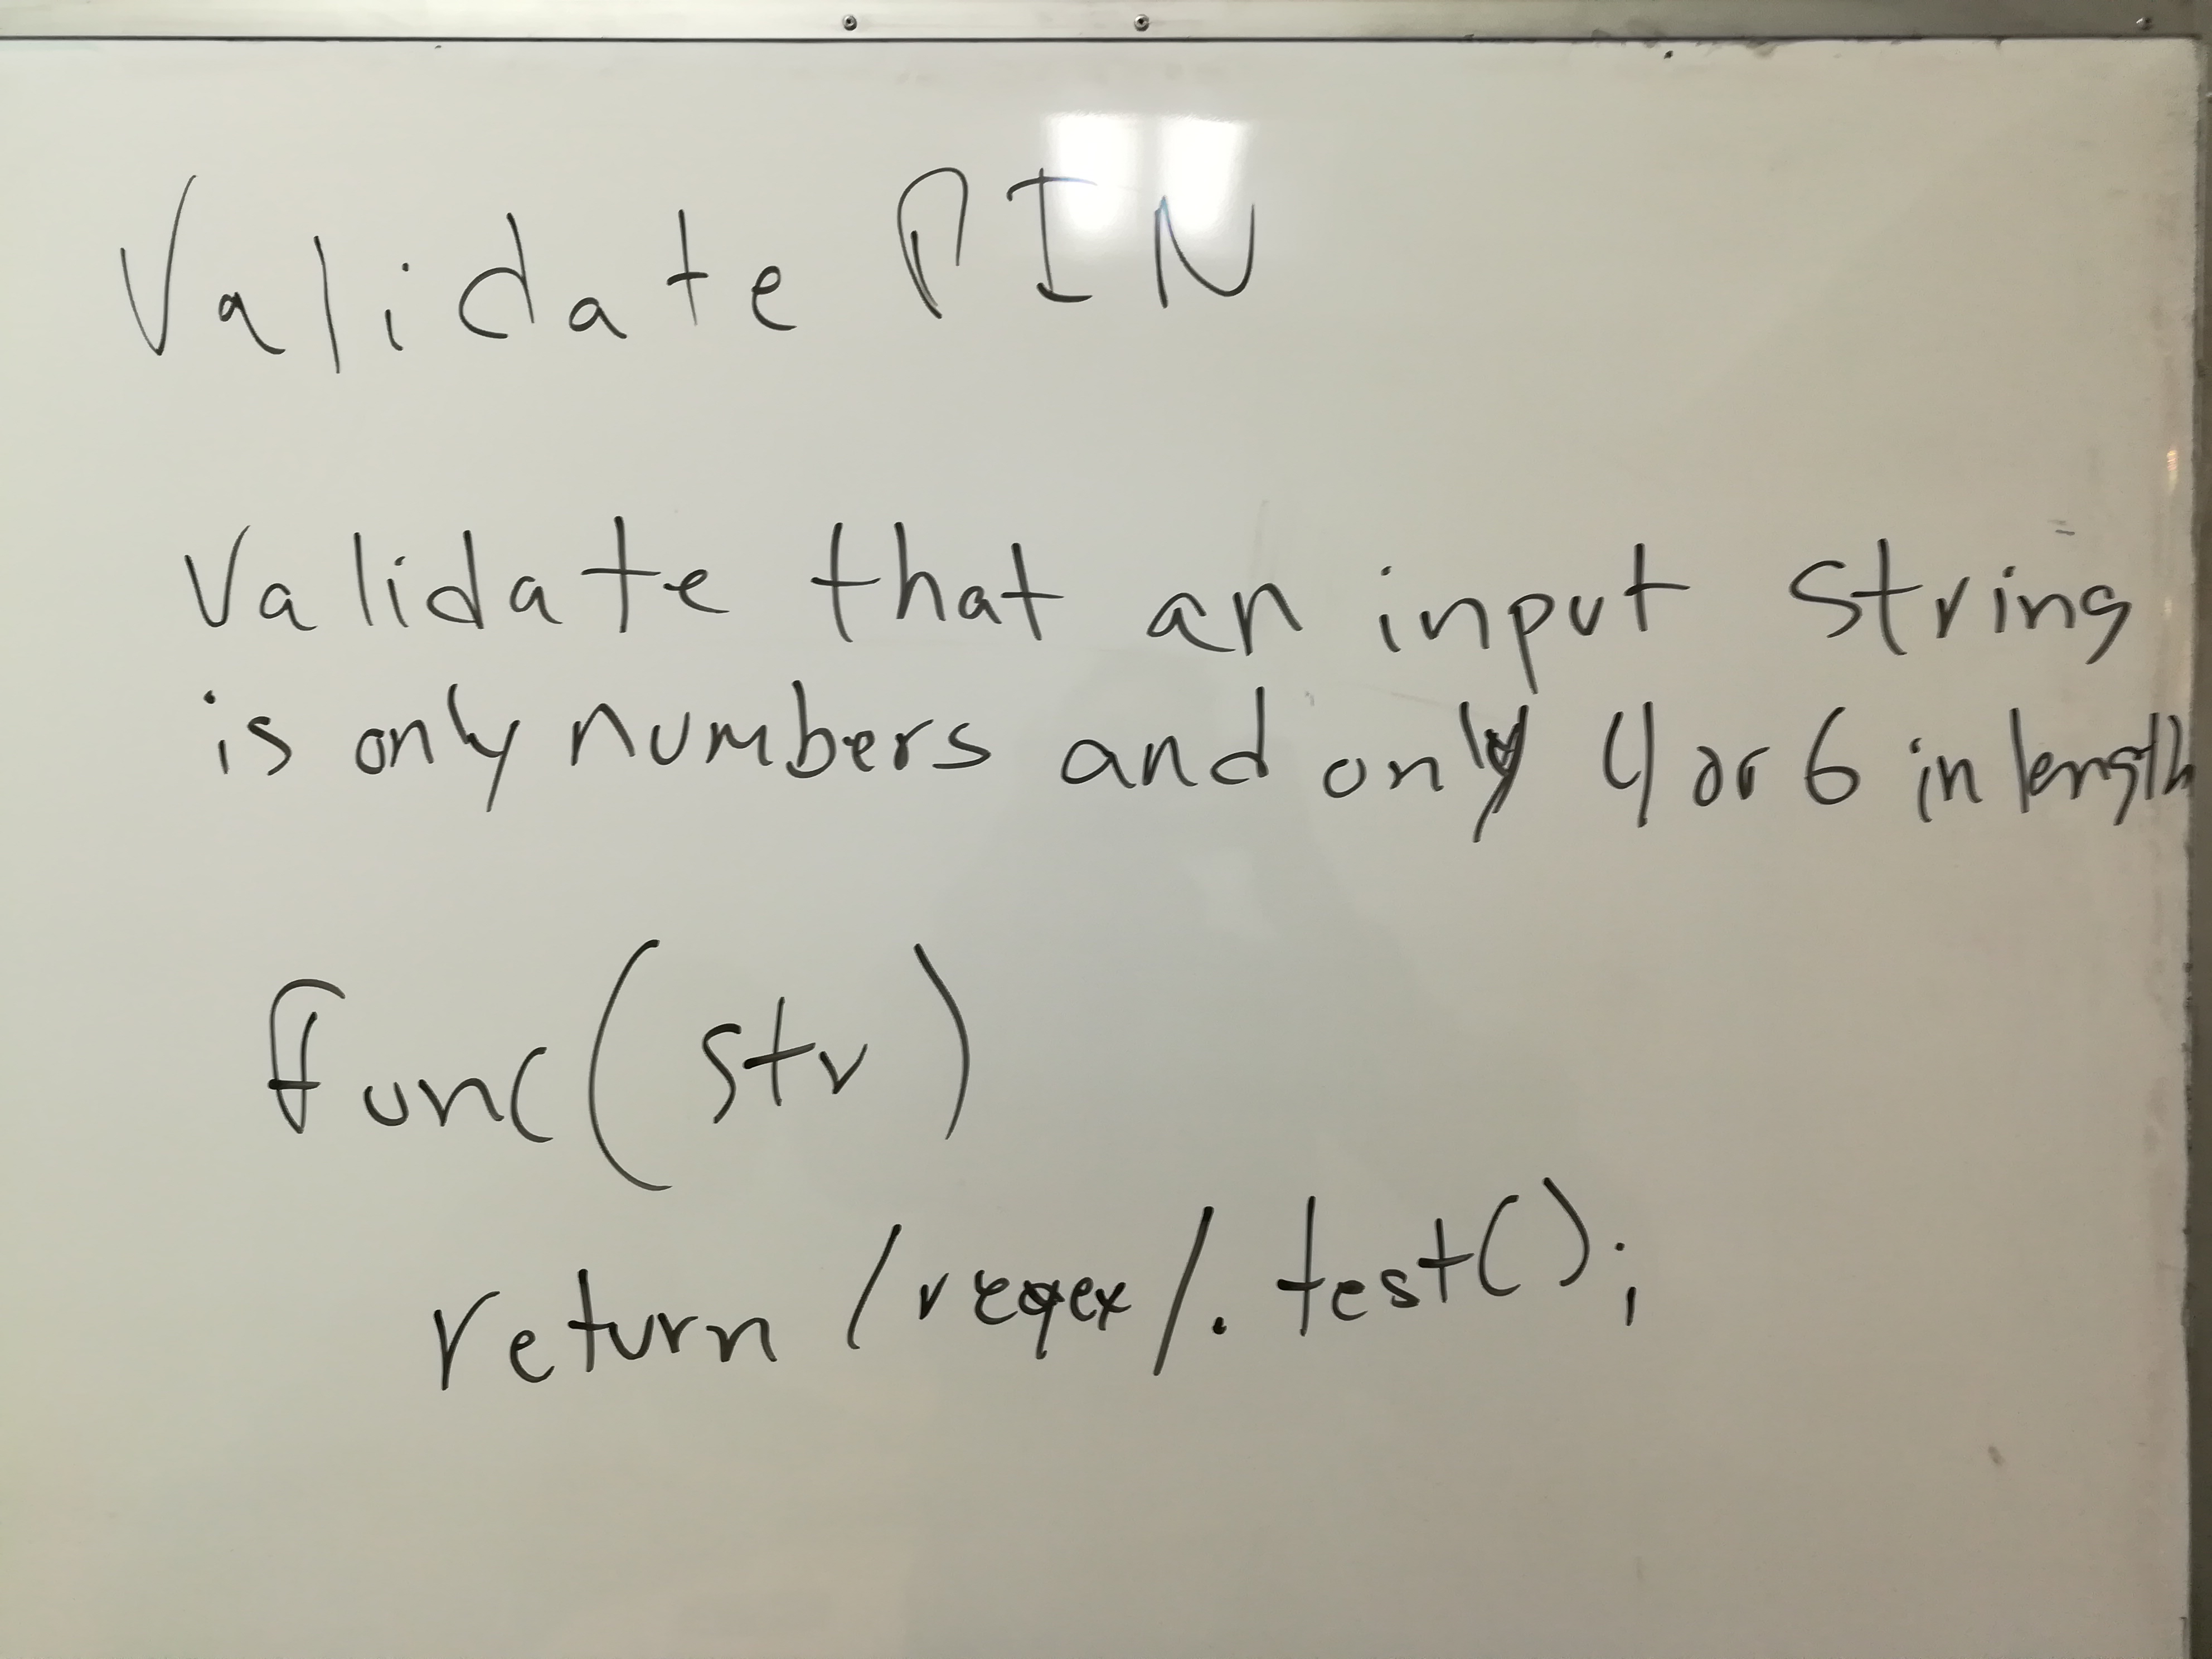 Validate PIN
Validate that an input string
is only numbers and only 4 or 6 in length
func(str)
return /regex/.test();